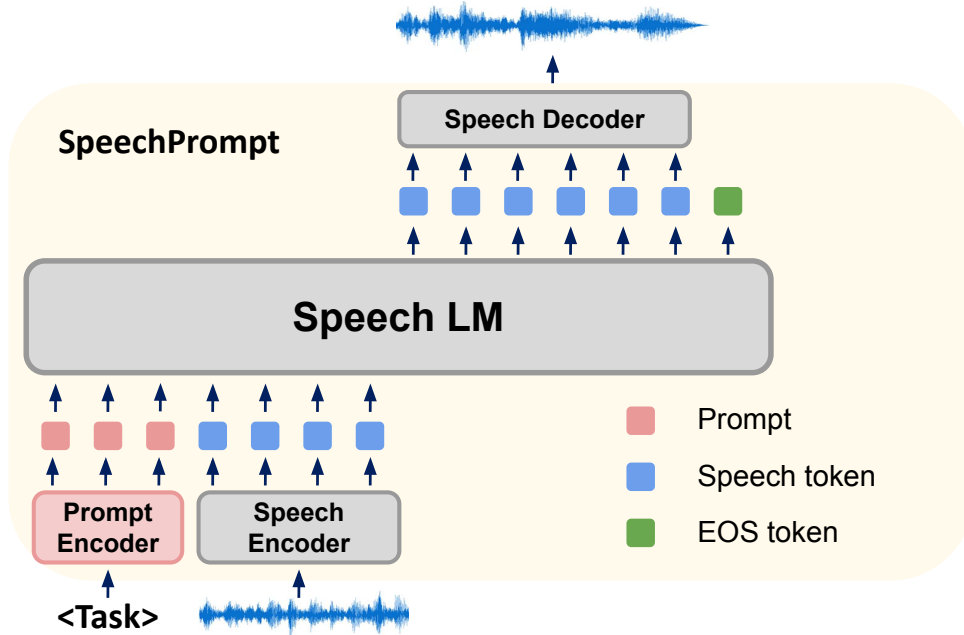 SpeechPrompt
Speech Decoder
Speech LM
Prompt
Speech token
EOS token
Prompt
Encoder
Speech
Encoder
<Task>